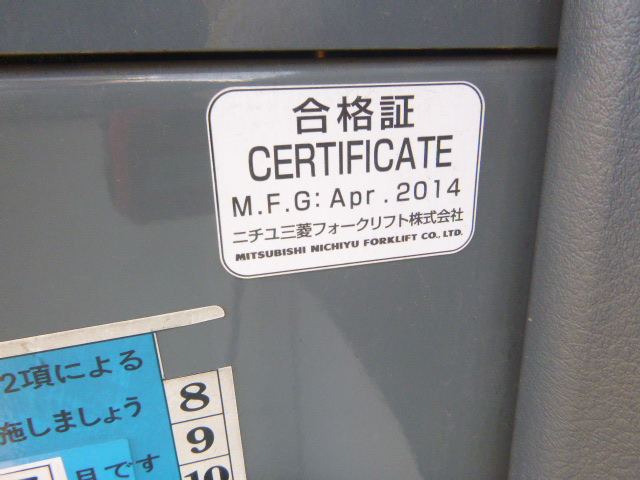 合格証
CERTIFICATE
M.F.G: Apr. 2014
ニチユ三菱フォークリフト株式会社
MITSUBISHI NICHIYU FORKLIFT CO., LTD.
2項による
施しましょう
月です
8
9
10